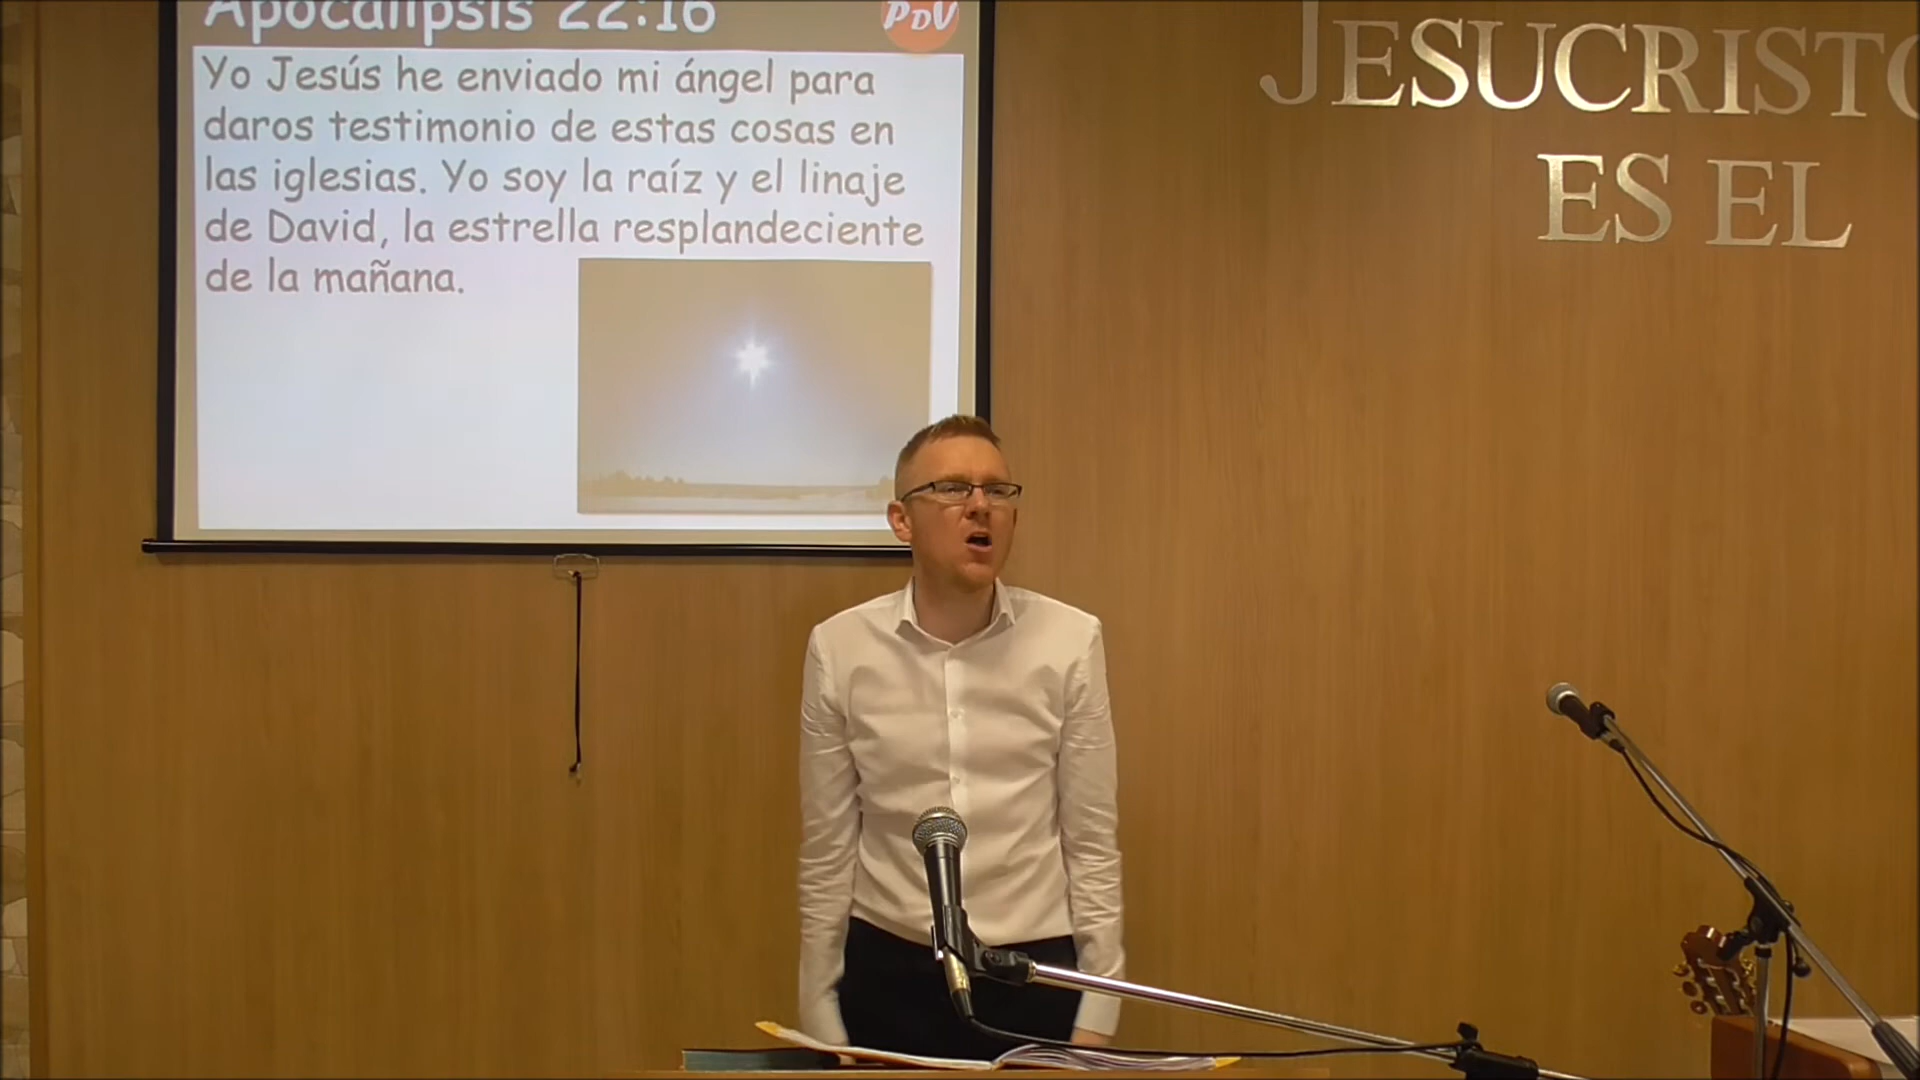 Apocalipsis 22:16
PDV
Yo Jesús he enviado mi ángel para
daros testimonio de estas cosas en
las iglesias. Yo soy la raíz y el linaje
de David, la estrella resplandeciente
de la mañana.
JESUCRISTO
ES EL